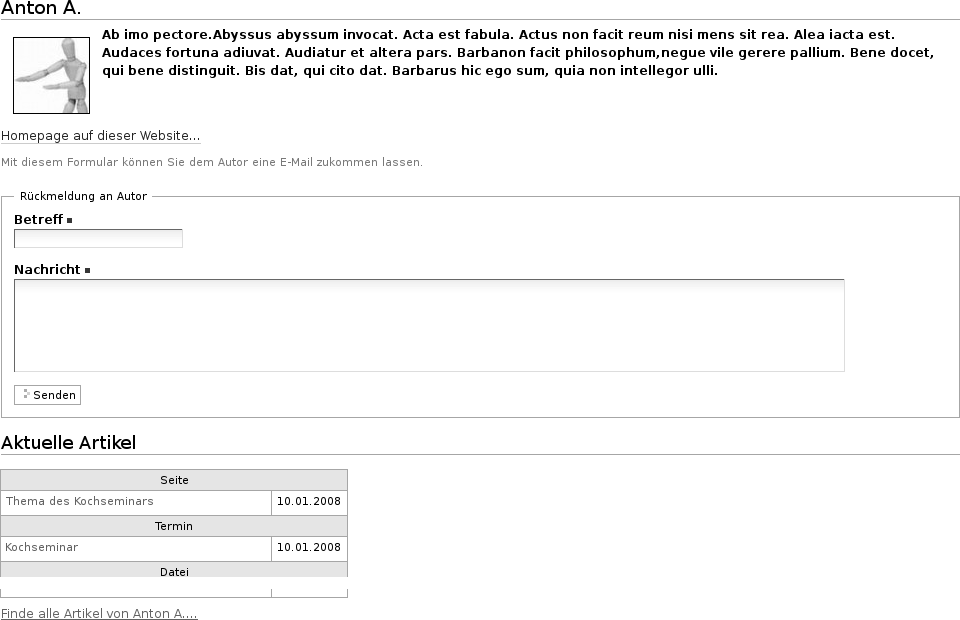 Anton A.
Ab imo pectore.Abyssus abyssum invocat. Acta est fabula. Actus non facit reum nisi mens sit rea. Alea iacta est.
Audaces fortuna adiuvat. Audiatur et altera pars. Barbanon facit philosophum,negue vile gerere pallium. Bene docet,
qui bene distinguit. Bis dat, qui cito dat. Barbarus hic ego sum, quia non intellegor ulli.
Homepage auf dieser Website...
Mit diesem Formular können Sie dem Autor eine E-Mail zukommen lassen.
Rückmeldung an Autor
Betreff
Nachricht
Senden
Aktuelle Artikel
Seite
Thema des Kochseminars 10.01.2008
Termin
Kochseminar 10.01.2008
Datei
Finde alle Artikel von Anton A....